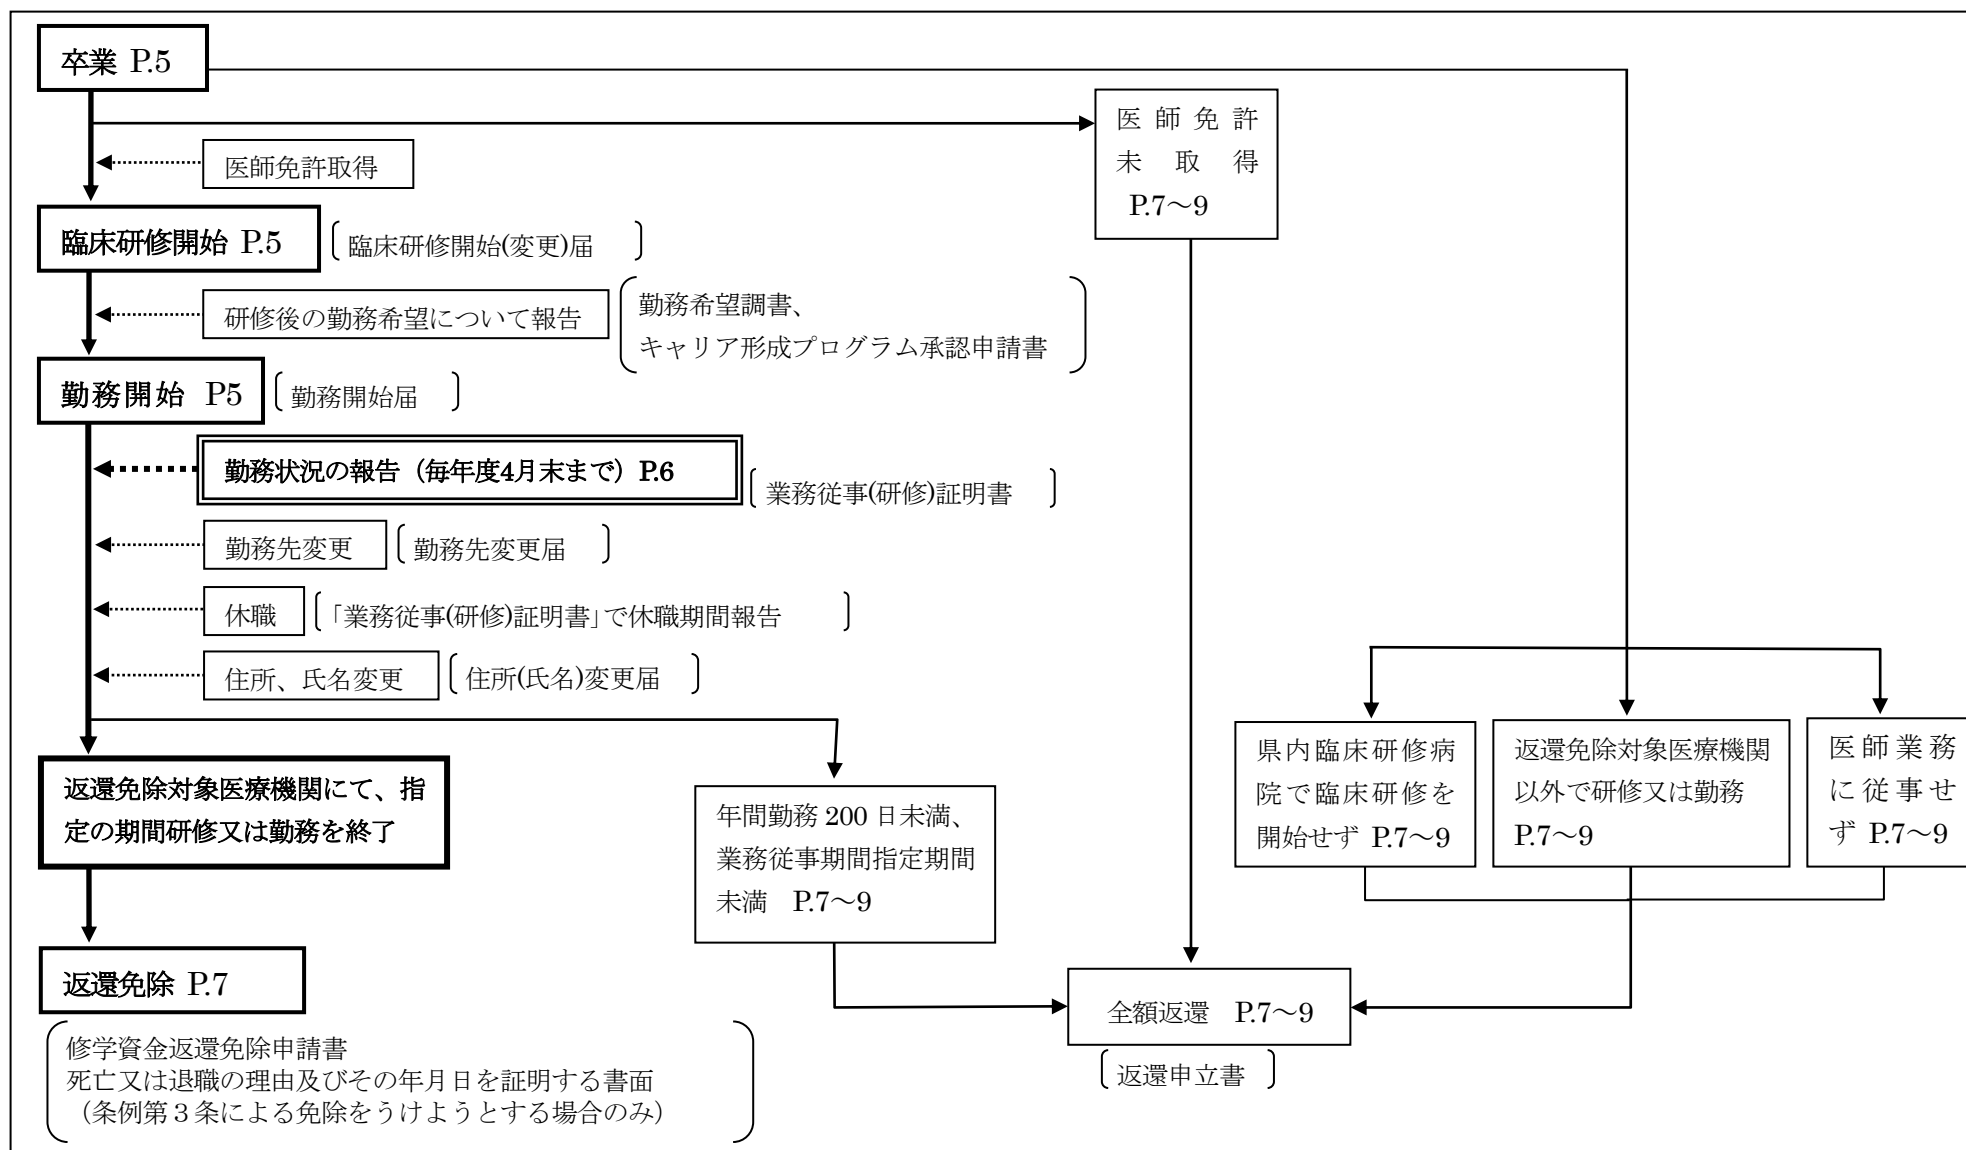 卒業 P.5
医師免許
未取得
P.7～9
医師免許取得
臨床研修開始 P.5
臨床研修開始(変更)届
研修後の勤務希望について報告
勤務希望調書、
キャリア形成プログラム承認申請書
勤務開始 P5
勤務開始届
勤務状況の報告（毎年度4月末まで）P.6
業務従事(研修)証明書
勤務先変更
勤務先変更届
休職
「業務従事(研修)証明書」で休職期間報告
住所、氏名変更
住所(氏名)変更届
返還免除対象医療機関にて、指
定の期間研修又は勤務を終了
年間勤務 200 日未満、
業務従事期間指定期間
未満 P.7～9
県内臨床研修病
院で臨床研修を
開始せず P.7～9
返還免除対象医療機関
以外で研修又は勤務
P.7～9
医師業務
に従事せ
ず P.7～9
返還免除 P.7
修学資金返還免除申請書
死亡又は退職の理由及びその年月日を証明する書面
（条例第３条による免除をうけようとする場合のみ）
全額返還 P.7～9
返還申立書